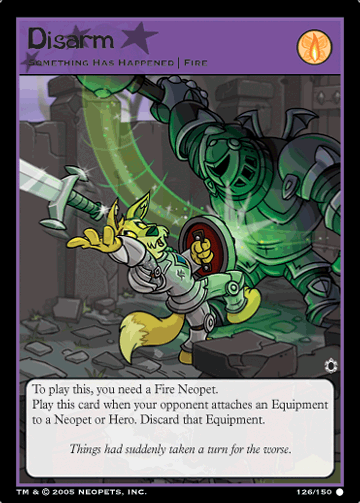 Disarm
Something Has Happened | Fire
To play this, you need a Fire Neopet.
Play this card when your opponent attaches an Equipment
to a Neopet or Hero. Discard that Equipment.
Things had suddenly taken a turn for the worse.
TM & © 2005 NEOPETS, INC. 126/150